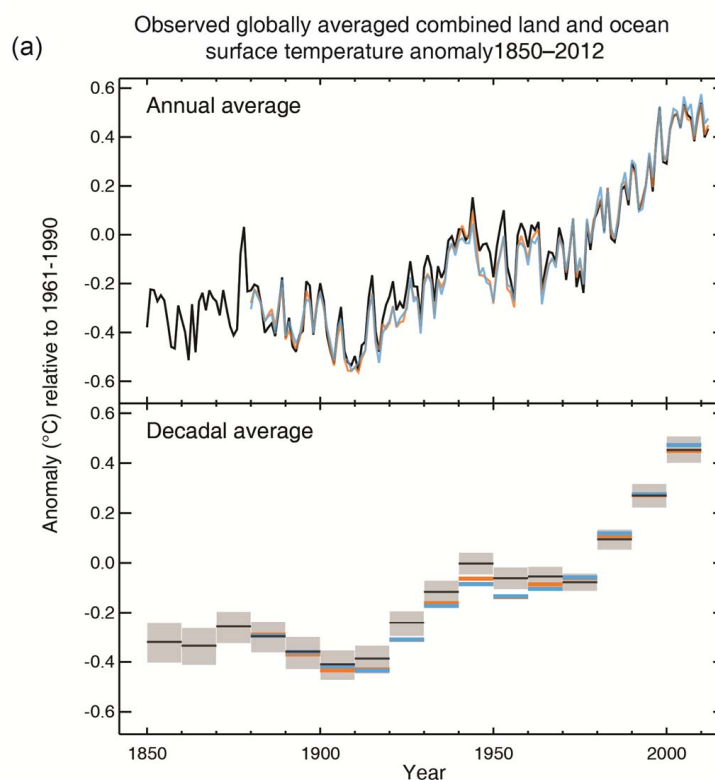 (a)
Observed globally averaged combined land and ocean
surface temperature anomaly1850–2012
Annual average
0.6
0.4
0.2
0.0
-0.2
-0.4
-0.6
Anomaly (°C) relative to 1961-1990
Decadal average
0.6
0.4
0.2
0.0
-0.2
-0.4
-0.6
1850
1900
1950
2000
Year